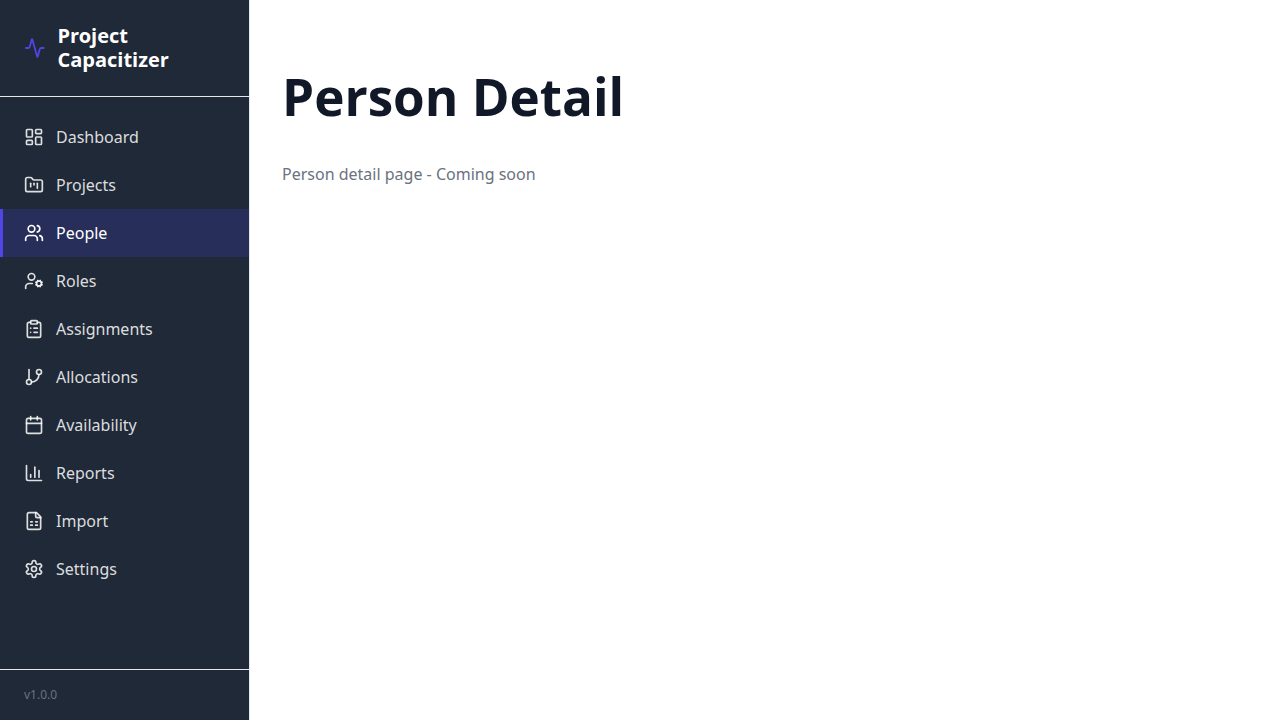 Project
Capacitizer
Dashboard
Projects
People
Roles
Assignments
Allocations
Availability
Reports
Import
Settings
v1.0.0
Person Detail
Person detail page - Coming soon